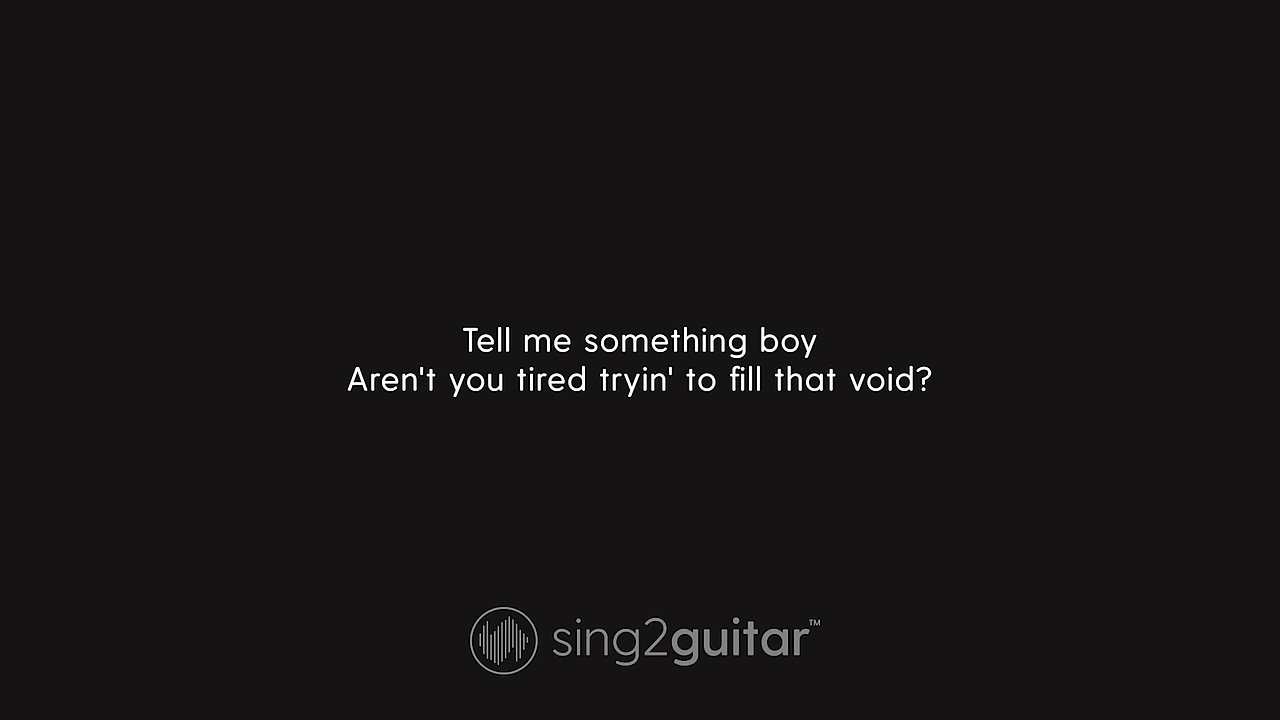 Tell me something boy
Aren't you tired tryin' to fill that void?
sing2guitar™